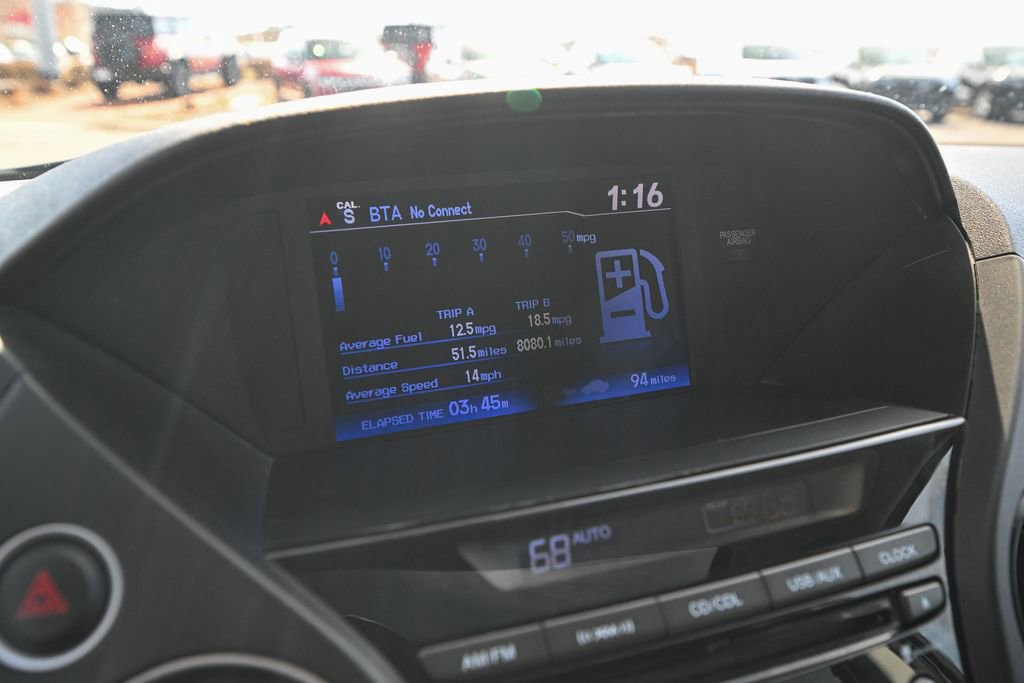 CAL.
S BTA No Connect 1:16
0 10 20 30 40 50 mpg
TRIP A TRIP B
Average Fuel 12.5 mpg 18.5 mpg
Distance 51.5 miles 8080.1 miles
Average Speed 14 mph
ELAPSED TIME 03h 45m 94 miles
PASSENGER
AIRBAG
OFF
68 AUTO
AM/FM CD/ USB AUX CLOCK